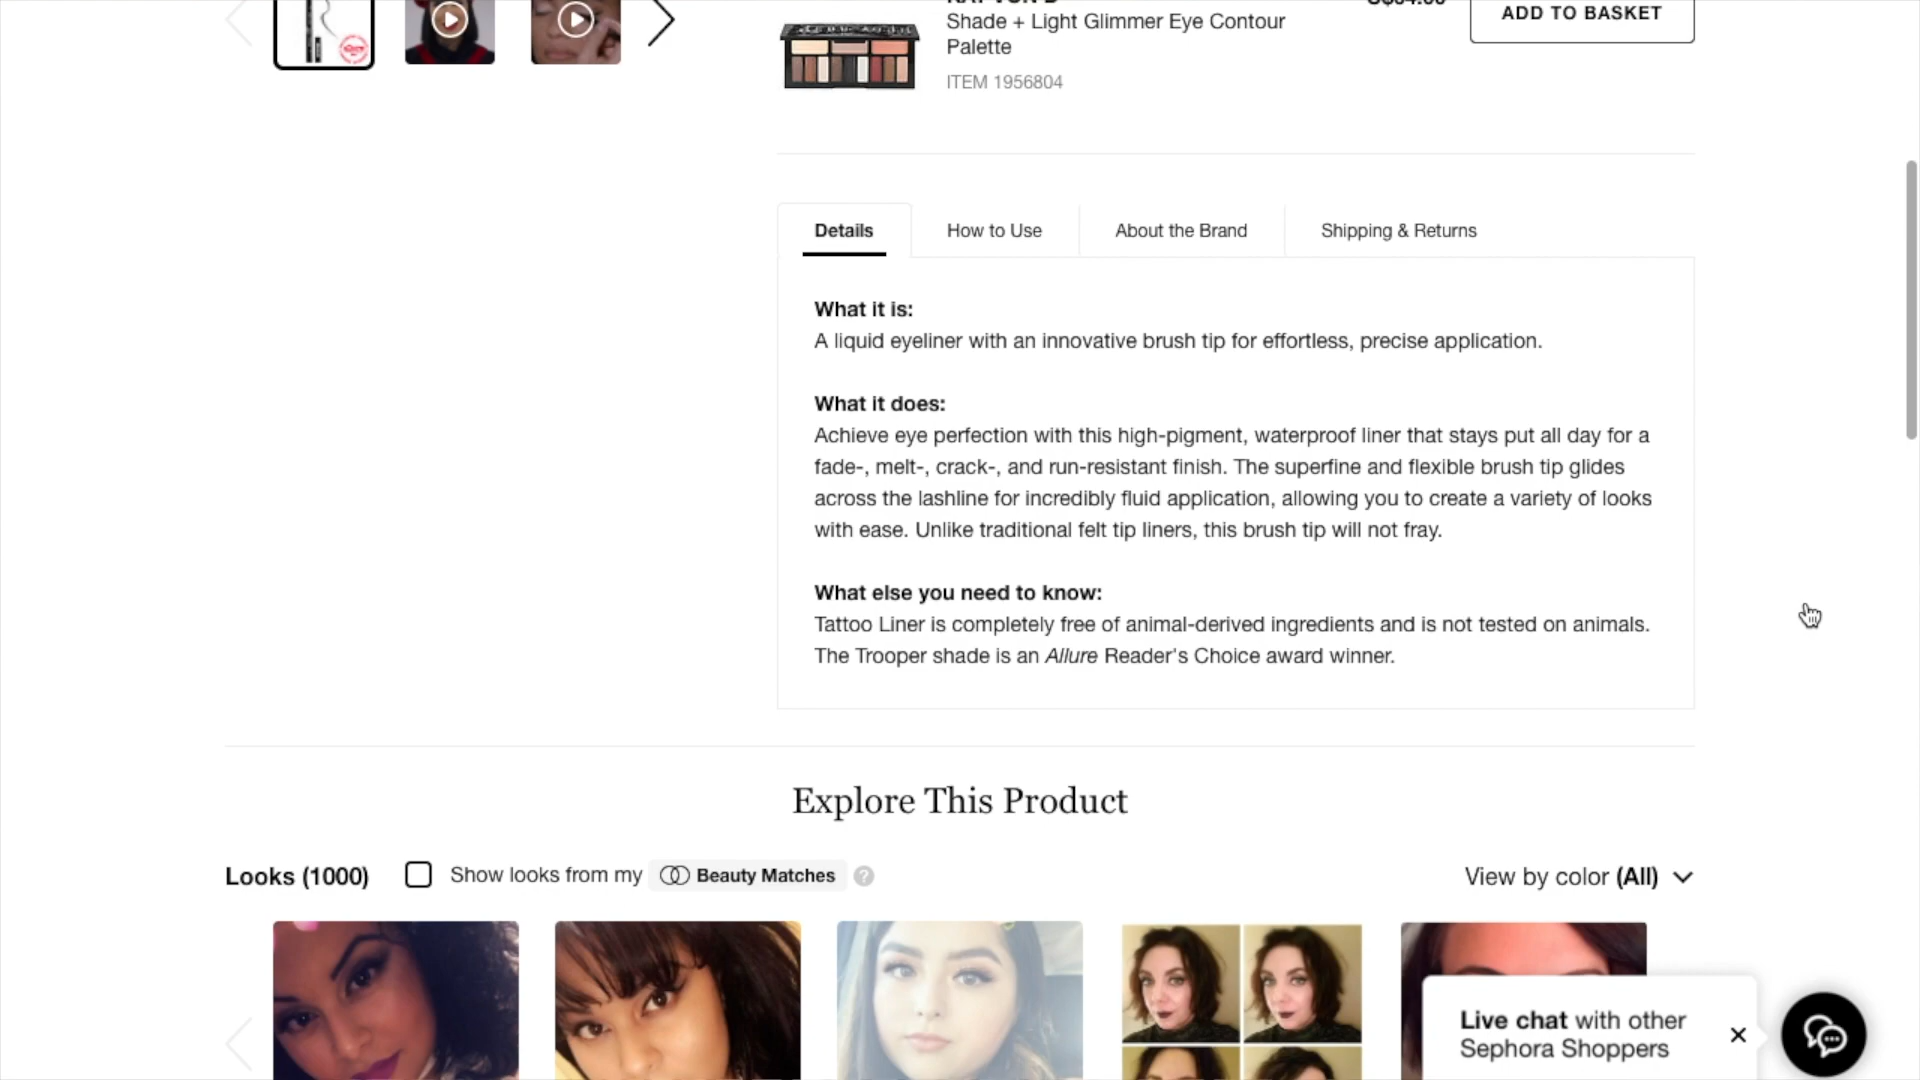 Shade + Light Glimmer Eye Contour
Palette
ITEM 1956804
ADD TO BASKET
Details
How to Use
About the Brand
Shipping & Returns
What it is:
A liquid eyeliner with an innovative brush tip for effortless, precise application.
What it does:
Achieve eye perfection with this high-pigment, waterproof liner that stays put all day for a
fade-, melt-, crack-, and run-resistant finish. The superfine and flexible brush tip glides
across the lashline for incredibly fluid application, allowing you to create a variety of looks
with ease. Unlike traditional felt tip liners, this brush tip will not fray.
What else you need to know:
Tattoo Liner is completely free of animal-derived ingredients and is not tested on animals.
The Trooper shade is an Allure Reader's Choice award winner.
Explore This Product
Looks (1000)
Show looks from my Beauty Matches ?
View by color (All)
Live chat with other
Sephora Shoppers